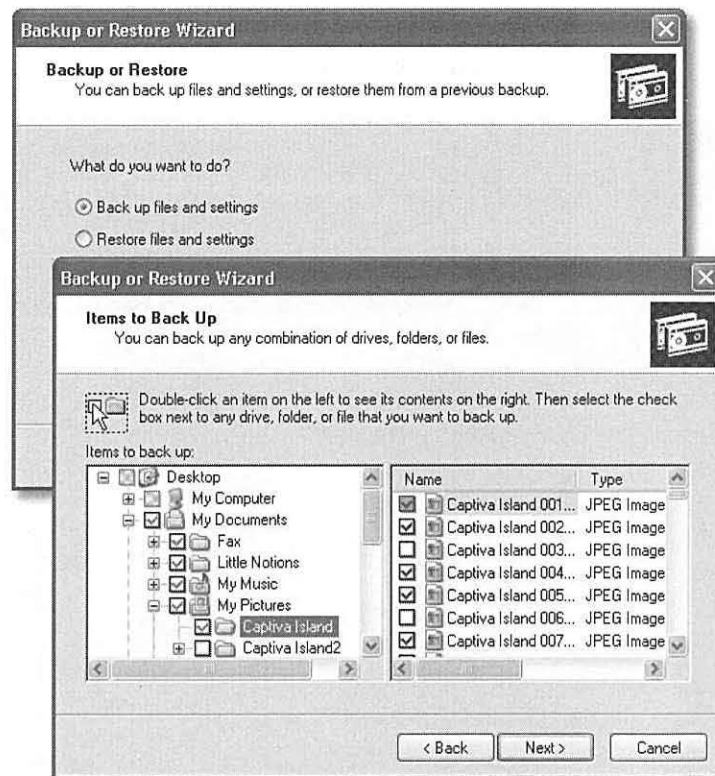 Backup or Restore Wizard
Backup or Restore
You can back up files and settings, or restore them from a previous backup.
What do you want to do?
Back up files and settings
Restore files and settings
Backup or Restore Wizard
Items to Back Up
You can back up any combination of drives, folders, or files.
Double-click an item on the left to see its contents on the right. Then select the check
box next to any drive, folder, or file that you want to back up.
Items to back up:
Desktop
My Computer
My Documents
Fax
Little Notions
My Music
My Pictures
Captiva Island
Captiva Island2
Name Type
Captiva Island 001... JPEG Image
Captiva Island 002... JPEG Image
Captiva Island 003... JPEG Image
Captiva Island 004... JPEG Image
Captiva Island 005... JPEG Image
Captiva Island 006... JPEG Image
Captiva Island 007... JPEG Image
< Back Next > Cancel